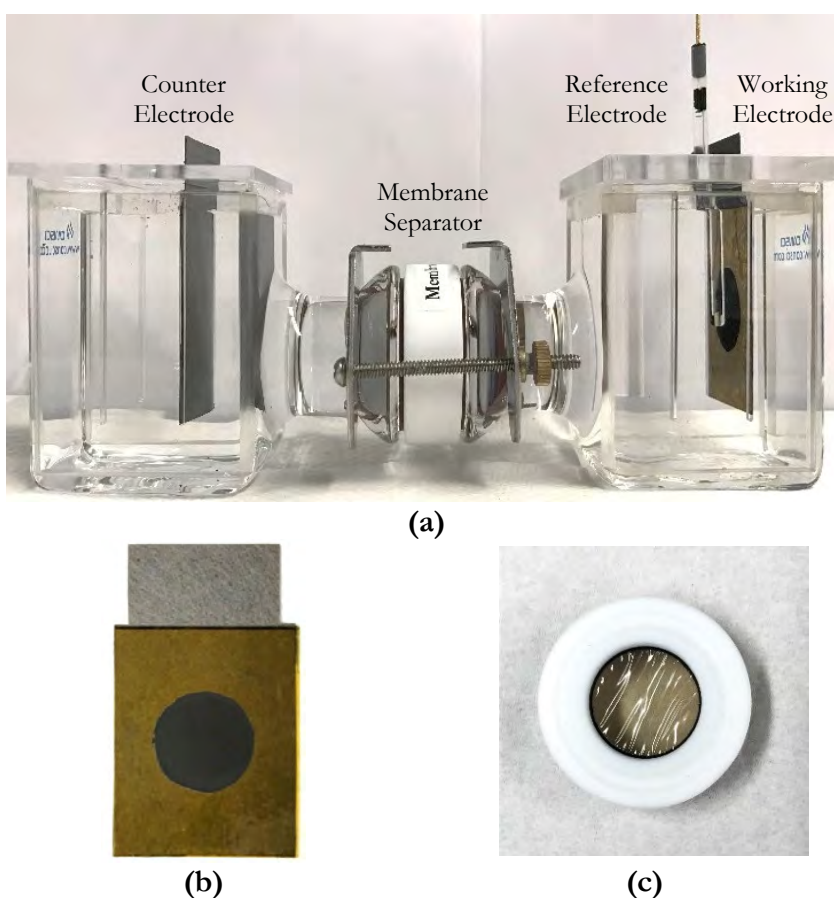 Counter
Electrode
Reference
Electrode
Working
Electrode
Membrane
Separator
(a)
(b)
(c)